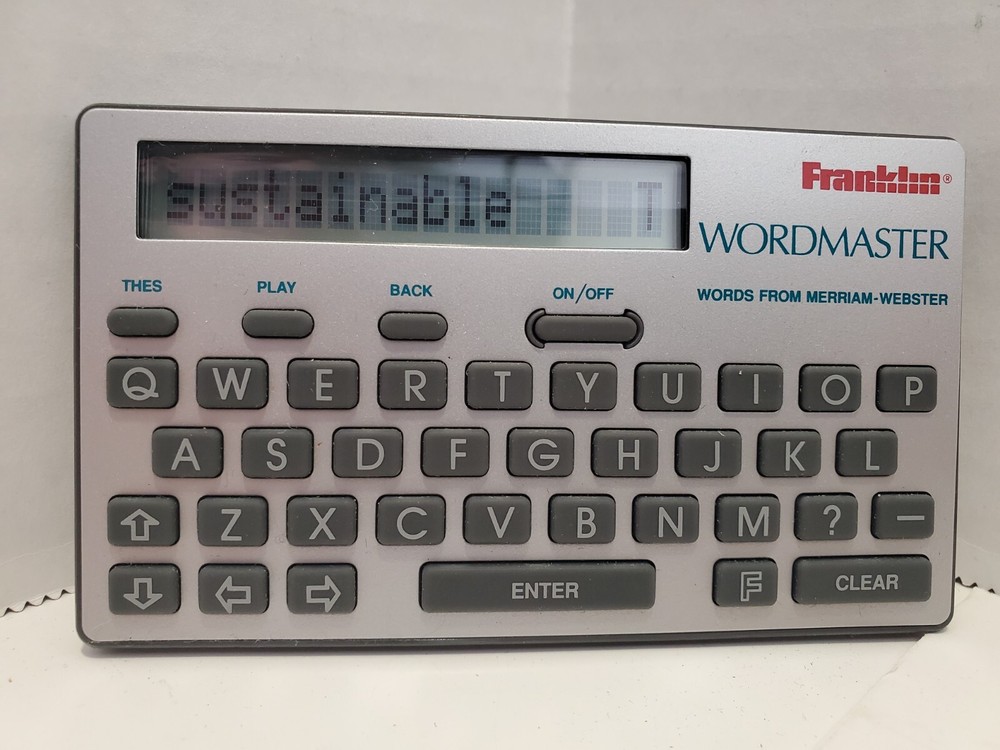 sustainable T
Franklin®
WORDMASTER
WORDS FROM MERRIAM-WEBSTER
THES PLAY BACK ON/OFF
Q W E R T Y U I O P
A S D F G H J K L
Z X C V B N M ? —
ENTER F CLEAR